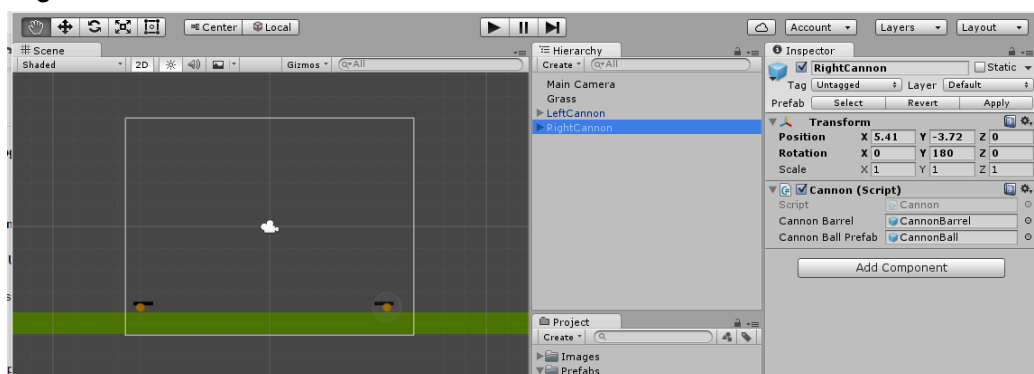 Center Local
Account Layers Layout
# Scene
Shaded 2D Gizmos All
Hierarchy
Create All
Main Camera
Grass
LeftCannon
RightCannon
Project
Create
Images
Prefabs
Inspector
RightCannon Static
Tag Untagged Layer Default
Prefab Select Revert Apply
Transform
Position X 5.41 Y -3.72 Z 0
Rotation X 0 Y 180 Z 0
Scale X 1 Y 1 Z 1
Cannon (Script)
Script Cannon
Cannon Barrel CannonBarrel
Cannon Ball Prefab CannonBall
Add Component